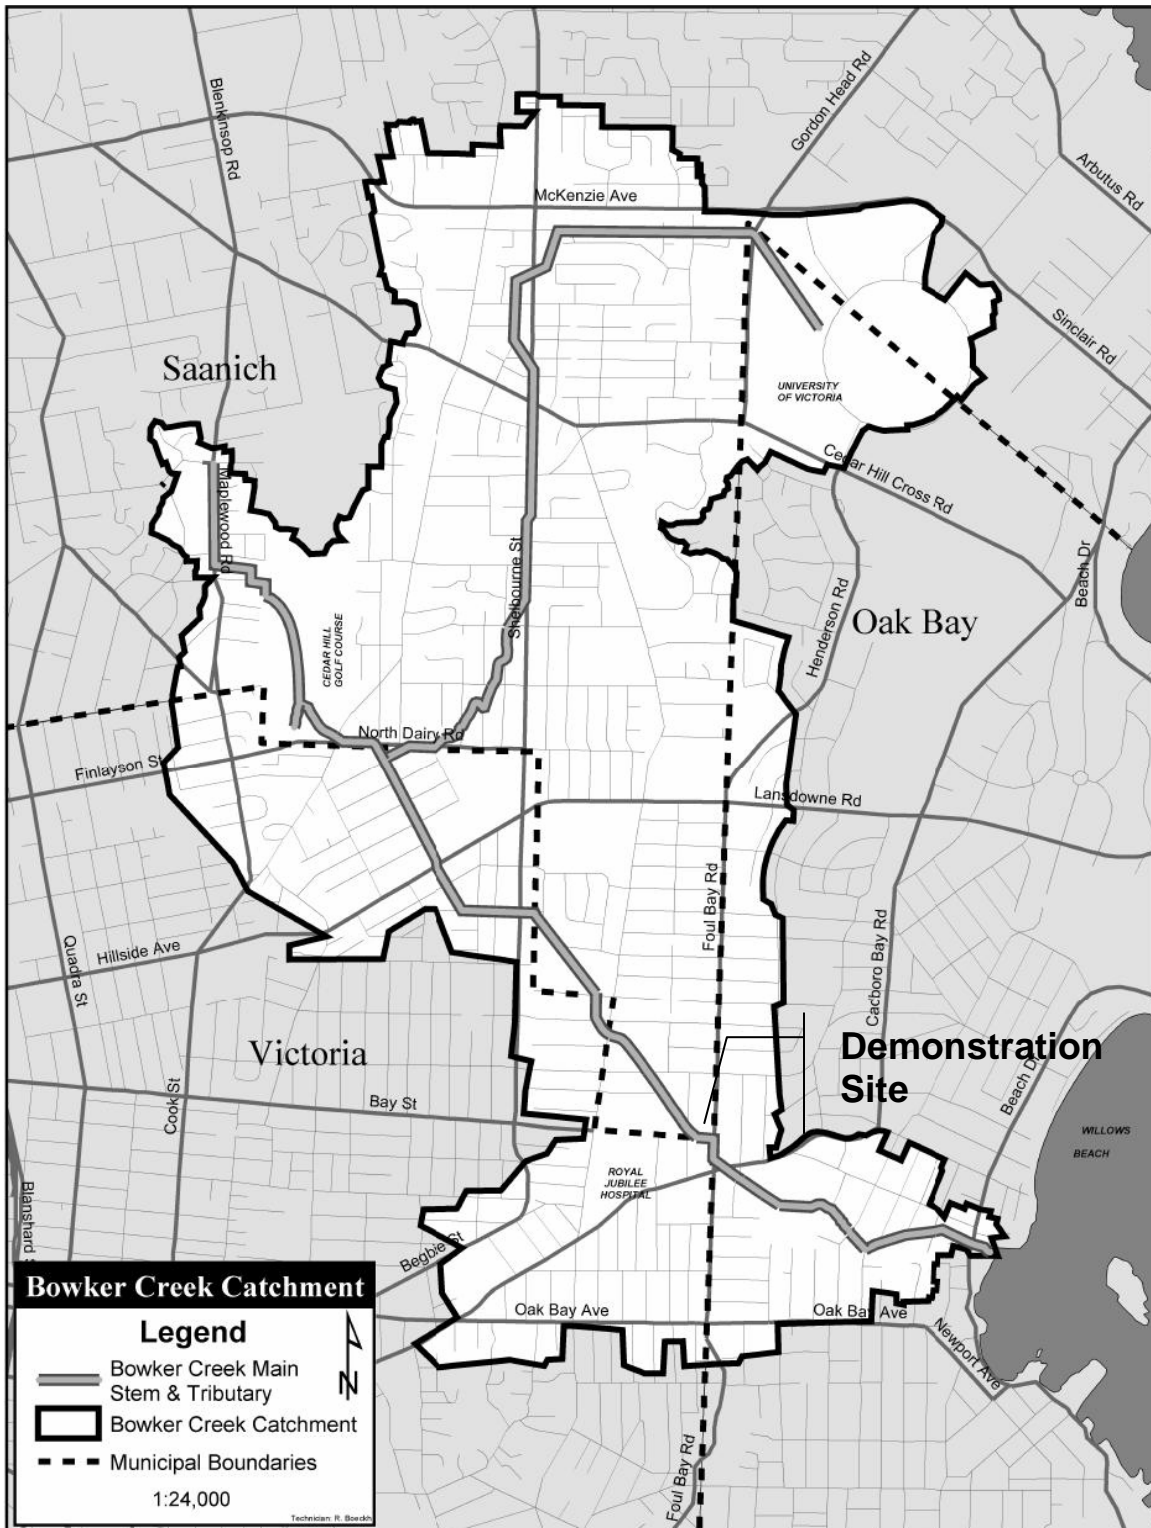 Blenkinsop Rd
Gordon Head Rd
Arbutus Rd
McKenzie Ave
Sinclair Rd
Saanich
UNIVERSITY
OF VICTORIA
Cedar Hill Cross Rd
Maplewood Rd
Shelbourne St
Beach Dr
Henderson Rd
Oak Bay
CEDAR HILL
GOLF COURSE
North Dairy Rd
Finlayson St
Lansdowne Rd
Foul Bay Rd
Cadboro Bay Rd
Quadra St
Hillside Ave
Victoria
Demonstration
Site
Beach Dr
Cook St
Bay St
WILLOWS
BEACH
ROYAL
JUBILEE
HOSPITAL
Blanshard S
Begbie St
Oak Bay Ave
Oak Bay Ave
Newport Ave
Foul Bay Rd
Bowker Creek Catchment
Legend
Bowker Creek Main
Stem & Tributary
N
Bowker Creek Catchment
Municipal Boundaries
1:24,000
Technician: R. Boeckh